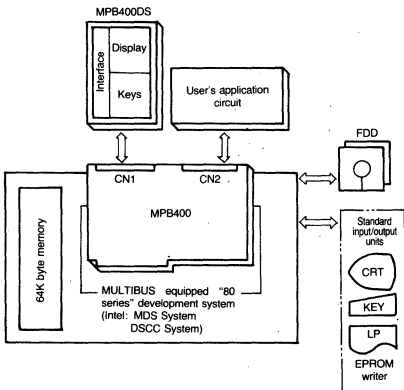 MPB400DS
Interface
Display
Keys
User's application
circuit
FDD
CN1
CN2
MPB400
64K byte memory
MULTIBUS equipped "80
series" development system
(Intel: MDS System
DSCC System)
Standard
input/output
units
CRT
KEY
LP
EPROM
writer